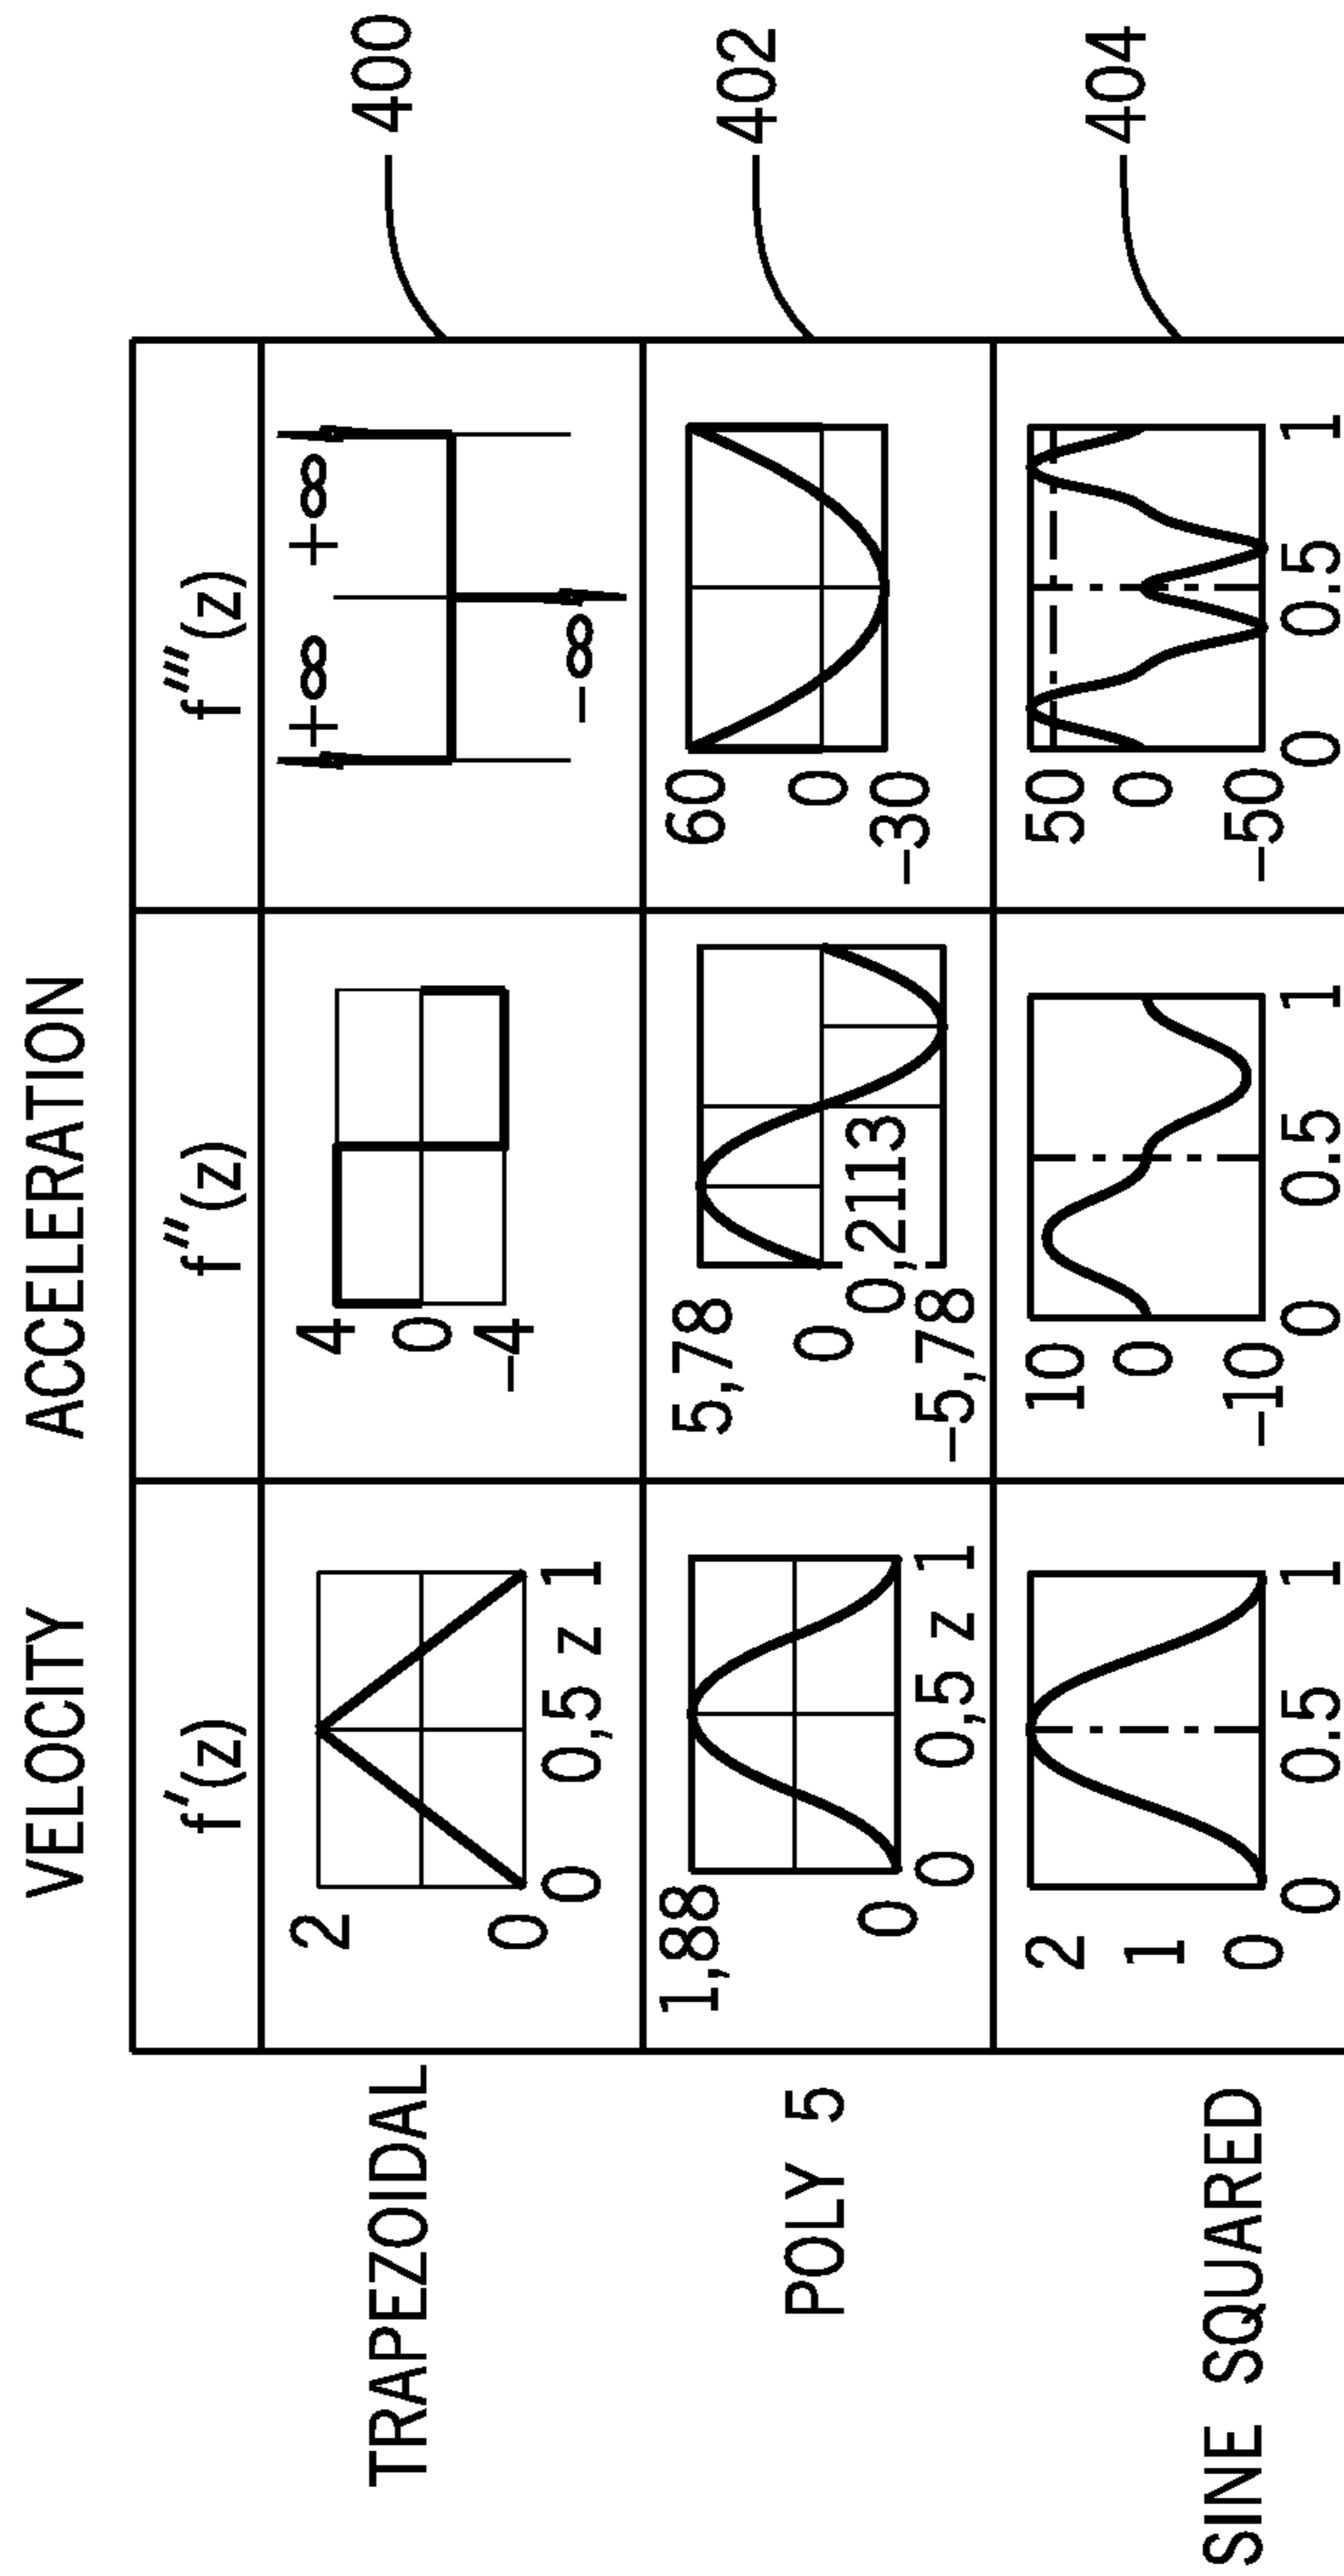 VELOCITY ACCELERATION
f'(z) f''(z) f'''(z)
TRAPEZOIDAL
2
0
0 0,5 z 1
4
0
−4
+∞ +∞
−∞
400
POLY 5
1,88
0
0 0,5 z 1
5,78
0
0,2113
−5,78
60
0
−30
402
SINE SQUARED
2
1
0
0 0.5 1
10
0
−10
0 0.5 1
50
0
−50
0 0.5 1
404